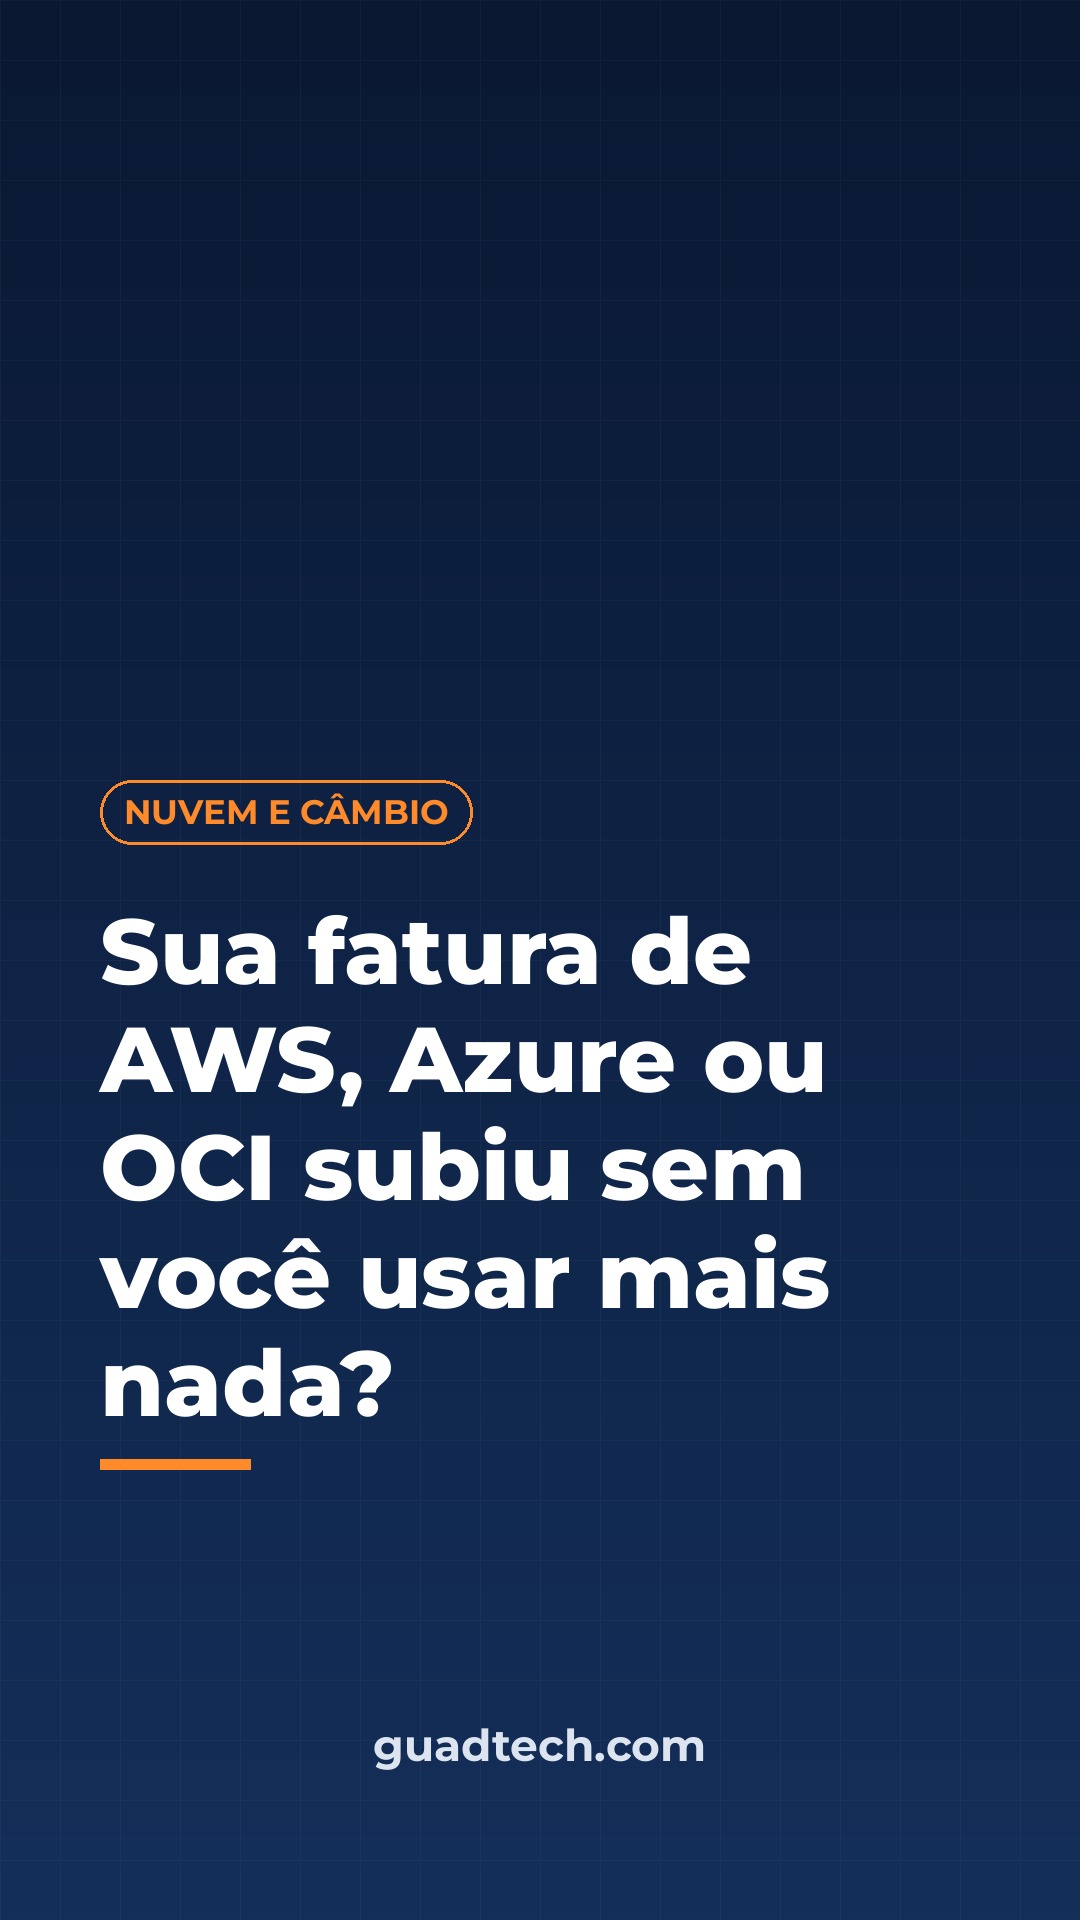 NUVEM E CÂMBIO
Sua fatura de
AWS, Azure ou
OCI subiu sem
você usar mais
nada?
guadtech.com